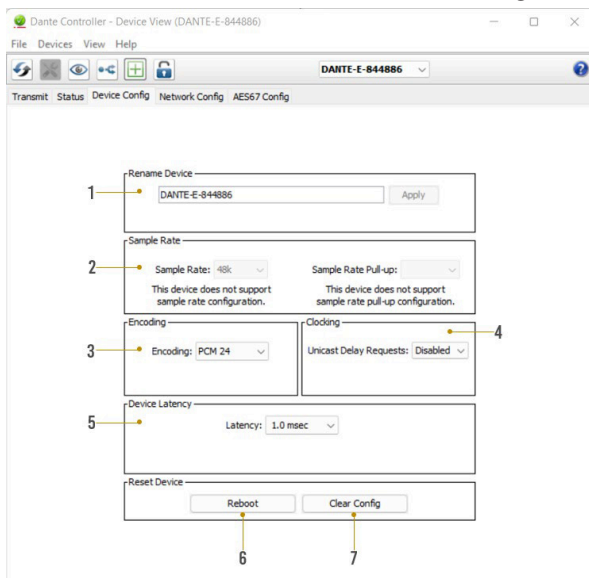 Dante Controller - Device View (DANTE-E-844886)
File Devices View Help
DANTE-E-844886
?
Transmit Status Device Config Network Config AES67 Config
Rename Device
1
DANTE-E-844886 Apply
Sample Rate
2
Sample Rate: 48k Sample Rate Pull-up:
This device does not support This device does not support
sample rate configuration. sample rate pull-up configuration.
Encoding Clocking
4
3
Encoding: PCM 24 Unicast Delay Requests: Disabled
Device Latency
5
Latency: 1.0 msec
Reset Device
Reboot Clear Config
6 7